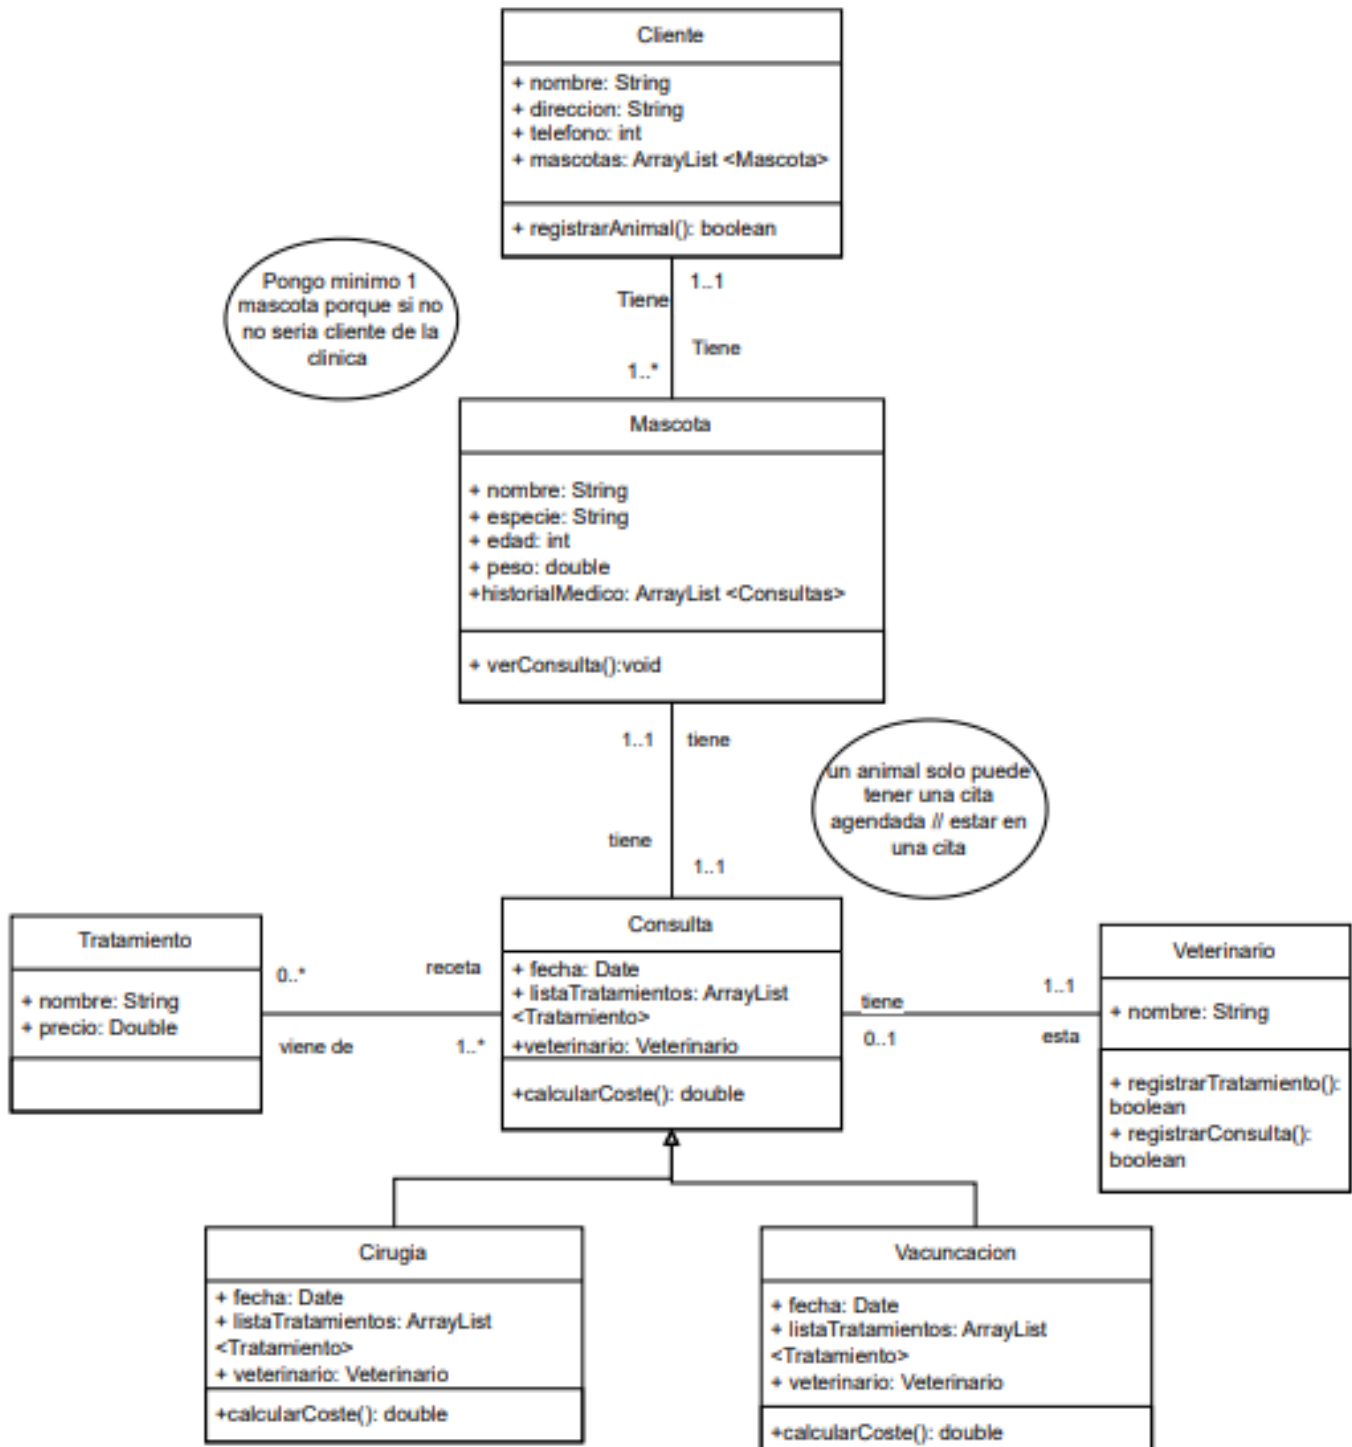 Cliente
+ nombre: String
+ direccion: String
+ telefono: int
+ mascotas: ArrayList <Mascota>
+ registrarAnimal(): boolean
Pongo minimo 1
mascota porque si no
no seria cliente de la
clinica
1..1
Tiene
Tiene
1..*
Mascota
+ nombre: String
+ especie: String
+ edad: int
+ peso: double
+historialMedico: ArrayList <Consultas>
+ verConsulta():void
1..1
tiene
un animal solo puede
tener una cita
agendada // estar en
una cita
tiene
1..1
Tratamiento
+ nombre: String
+ precio: Double
0..*
receta
viene de
1..*
Consulta
+ fecha: Date
+ listaTratamientos: ArrayList
<Tratamiento>
+veterinario: Veterinario
+calcularCoste(): double
tiene
1..1
0..1
esta
Veterinario
+ nombre: String
+ registrarTratamiento():
boolean
+ registrarConsulta():
boolean
Cirugia
+ fecha: Date
+ listaTratamientos: ArrayList
<Tratamiento>
+ veterinario: Veterinario
+calcularCoste(): double
Vacuncacion
+ fecha: Date
+ listaTratamientos: ArrayList
<Tratamiento>
+ veterinario: Veterinario
+calcularCoste(): double